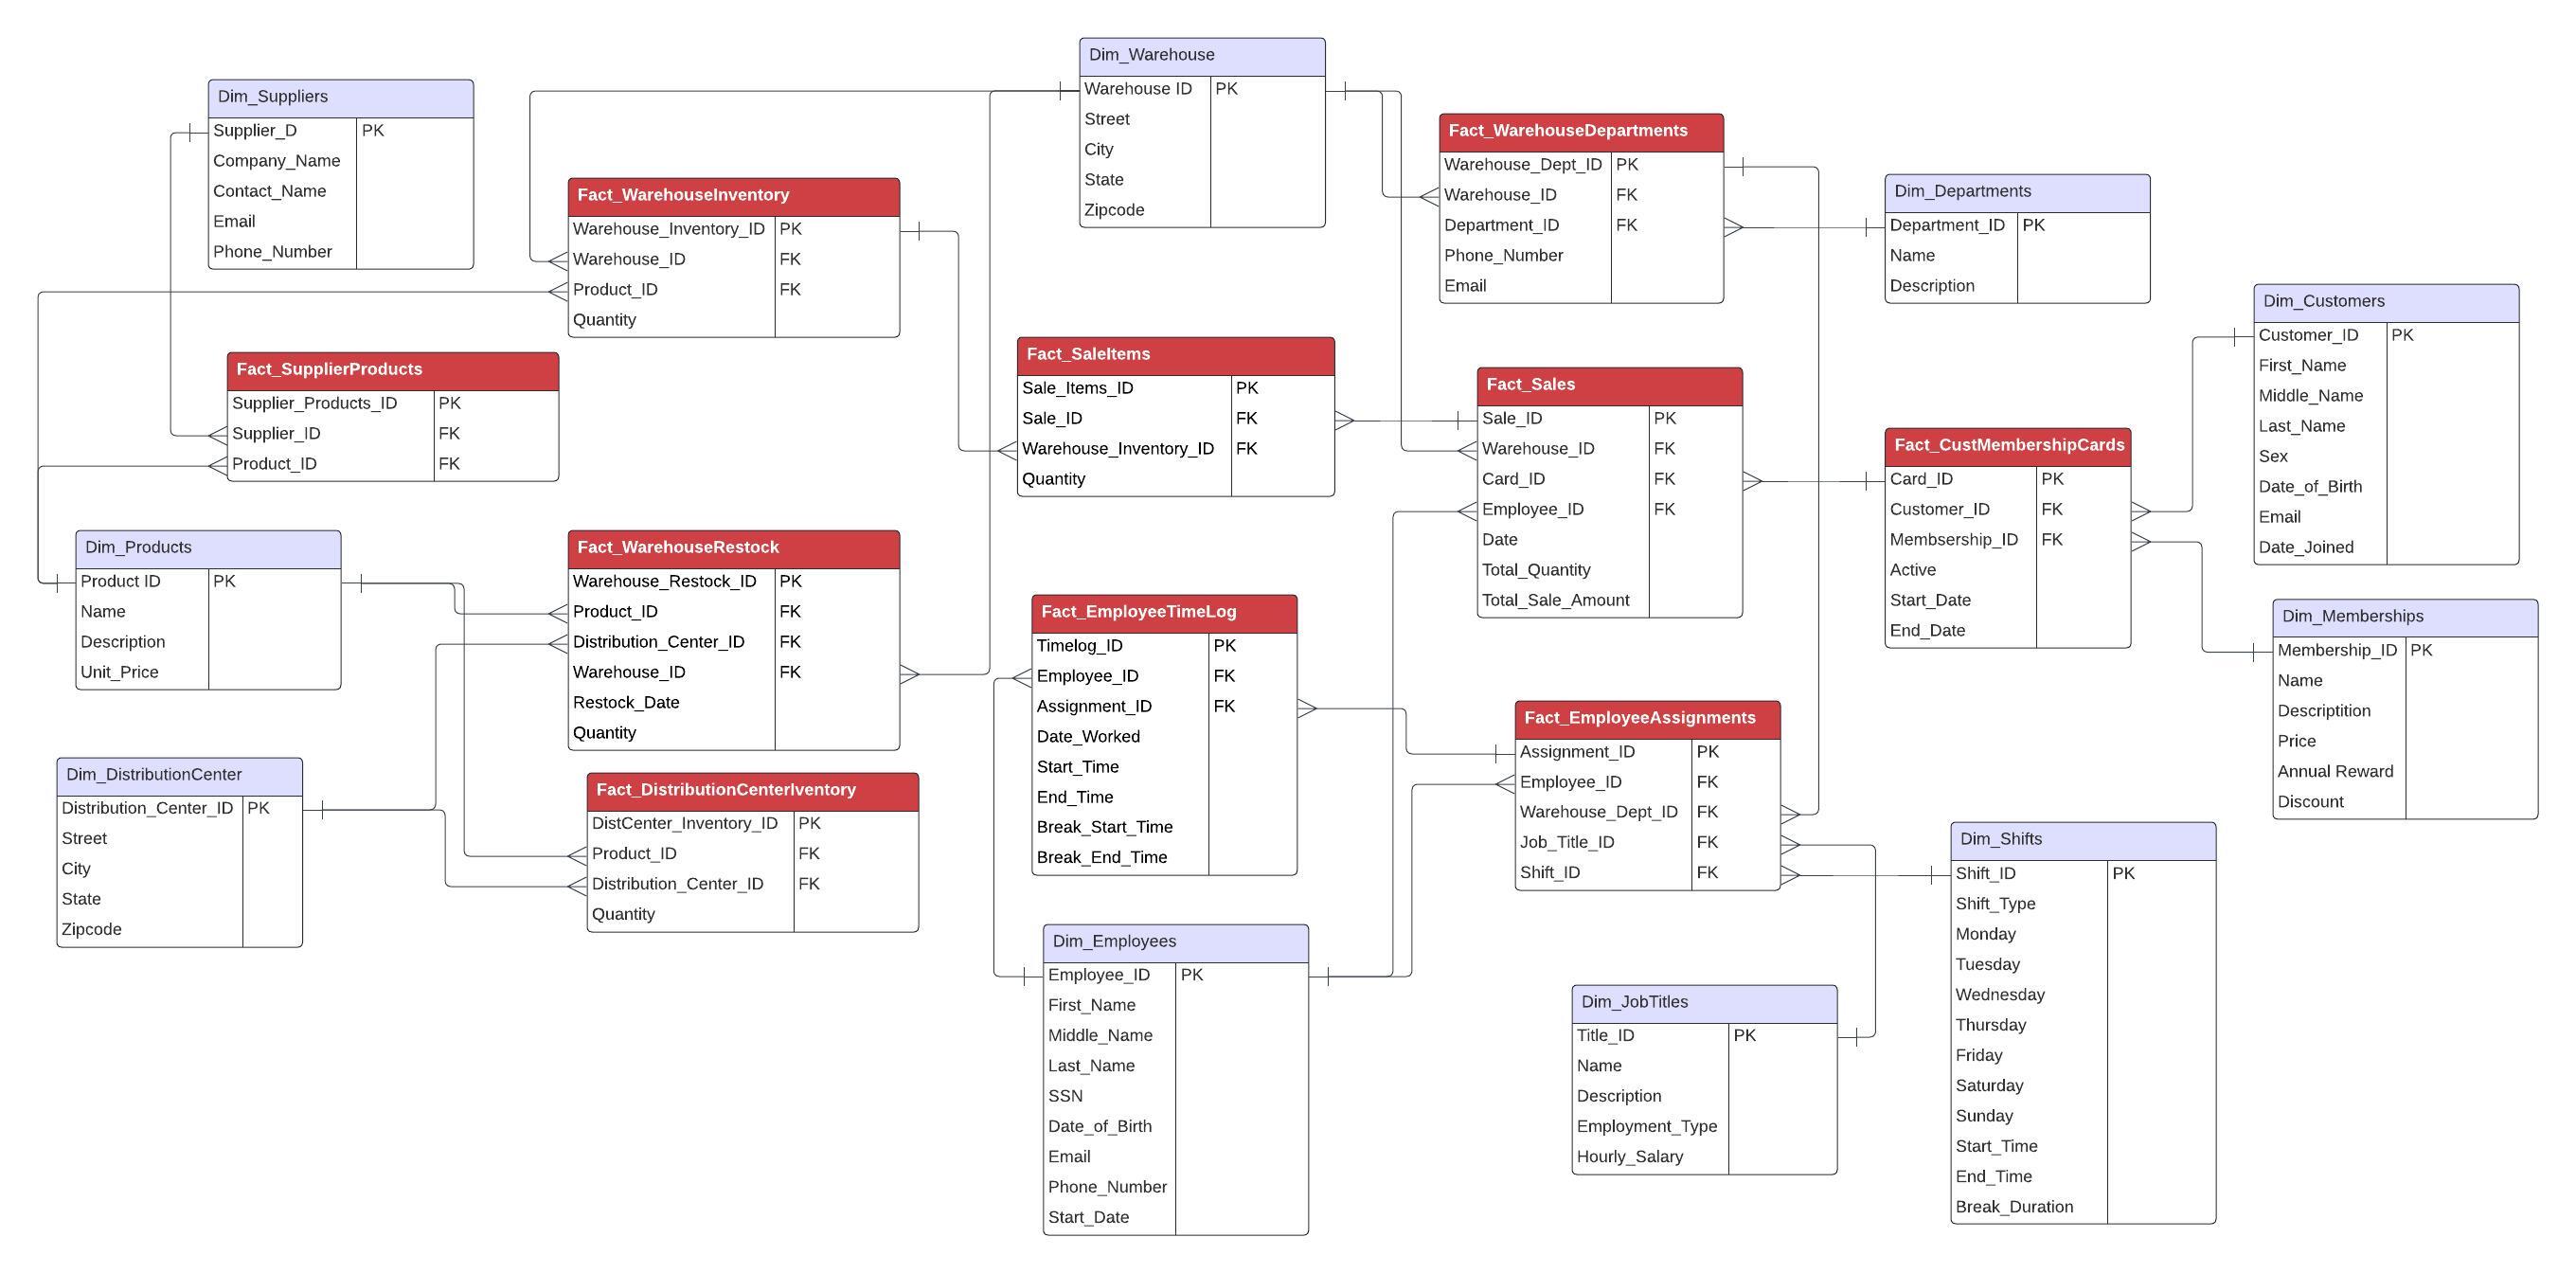 Dim_Warehouse
Warehouse ID PK
Street
City
State
Zipcode
Dim_Suppliers
Supplier_D PK
Company_Name
Contact_Name
Email
Phone_Number
Fact_WarehouseInventory
Warehouse_Inventory_ID PK
Warehouse_ID FK
Product_ID FK
Quantity
Fact_WarehouseDepartments
Warehouse_Dept_ID PK
Warehouse_ID FK
Department_ID FK
Phone_Number
Email
Dim_Departments
Department_ID PK
Name
Description
Dim_Customers
Customer_ID PK
First_Name
Middle_Name
Last_Name
Sex
Date_of_Birth
Email
Date_Joined
Fact_SupplierProducts
Supplier_Products_ID PK
Supplier_ID FK
Product_ID FK
Fact_SaleItems
Sale_Items_ID PK
Sale_ID FK
Warehouse_Inventory_ID FK
Quantity
Fact_Sales
Sale_ID PK
Warehouse_ID FK
Card_ID FK
Employee_ID FK
Date
Total_Quantity
Total_Sale_Amount
Fact_CustMembershipCards
Card_ID PK
Customer_ID FK
Membsership_ID FK
Active
Start_Date
End_Date
Dim_Products
Product ID PK
Name
Description
Unit_Price
Fact_WarehouseRestock
Warehouse_Restock_ID PK
Product_ID FK
Distribution_Center_ID FK
Warehouse_ID FK
Restock_Date
Quantity
Fact_EmployeeTimeLog
Timelog_ID PK
Employee_ID FK
Assignment_ID FK
Date_Worked
Start_Time
End_Time
Break_Start_Time
Break_End_Time
Dim_Memberships
Membership_ID PK
Name
Descriptition
Price
Annual Reward
Discount
Fact_EmployeeAssignments
Assignment_ID PK
Employee_ID FK
Warehouse_Dept_ID FK
Job_Title_ID FK
Shift_ID FK
Dim_DistributionCenter
Distribution_Center_ID PK
Street
City
State
Zipcode
Fact_DistributionCenterIventory
DistCenter_Inventory_ID PK
Product_ID FK
Distribution_Center_ID FK
Quantity
Dim_Employees
Employee_ID PK
First_Name
Middle_Name
Last_Name
SSN
Date_of_Birth
Email
Phone_Number
Start_Date
Dim_JobTitles
Title_ID PK
Name
Description
Employment_Type
Hourly_Salary
Dim_Shifts
Shift_ID PK
Shift_Type
Monday
Tuesday
Wednesday
Thursday
Friday
Saturday
Sunday
Start_Time
End_Time
Break_Duration